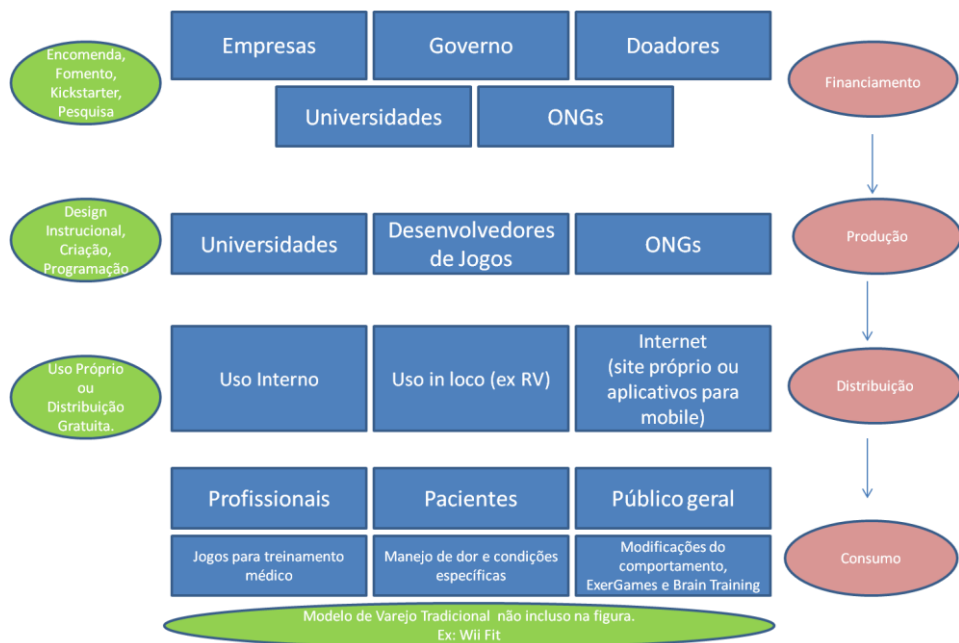 Encomenda,
Fomento,
Kickstarter,
Pesquisa
Empresas
Governo
Doadores
Universidades
ONGs
Financiamento
Design
Instrucional,
Criação,
Programação
Universidades
Desenvolvedores
de Jogos
ONGs
Produção
Uso Próprio
ou
Distribuição
Gratuita.
Uso Interno
Uso in loco (ex RV)
Internet
(site próprio ou
aplicativos para
mobile)
Distribuição
Profissionais
Pacientes
Público geral
Jogos para treinamento
médico
Manejo de dor e condições
específicas
Modificações do
comportamento,
ExerGames e Brain Training
Consumo
Modelo de Varejo Tradicional não incluso na figura.
Ex: Wii Fit